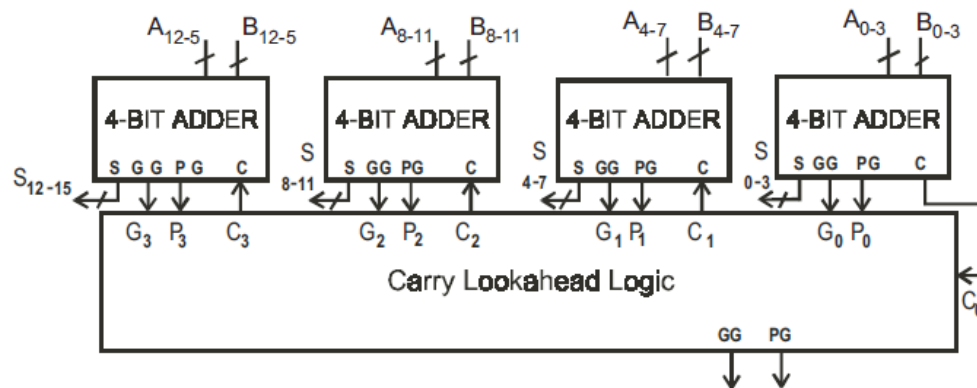 A12-5 B12-5 A8-11 B8-11 A4-7 B4-7 A0-3 B0-3
4-BIT ADDER 4-BIT ADDER 4-BIT ADDER 4-BIT ADDER
S12-15 S G G P G C S 8-11 S GG PG C S 4-7 S GG PG C S 0-3 S GG PG C
G3 P3 C3 G2 P2 C2 G1 P1 C1 G0 P0
Carry Lookahead Logic
GG PG